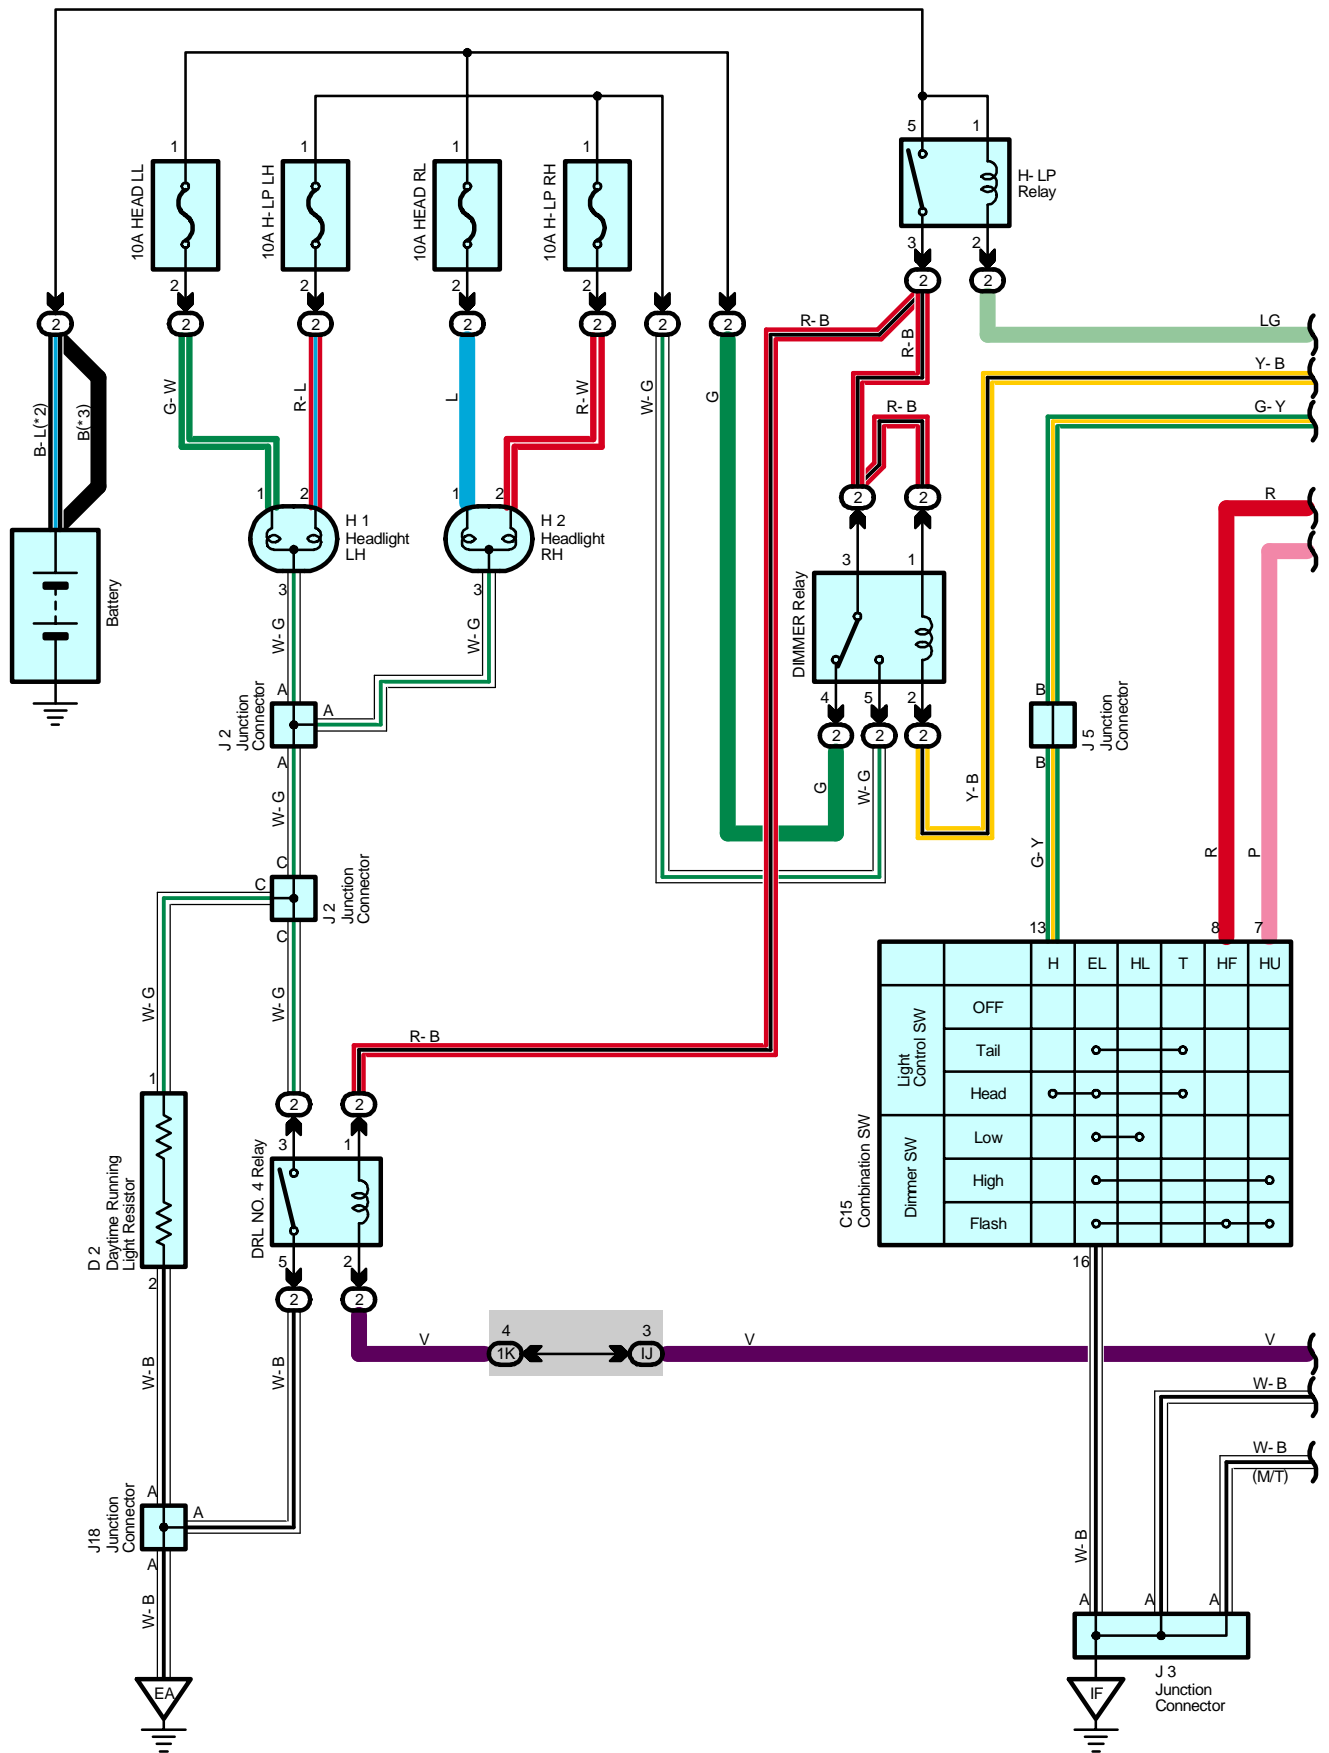 5
1
H- LP
Relay
3
2
2
2
1
1
1
1
10A HEAD LL
10A H- LP LH
10A HEAD RL
10A H- LP RH
2
2
2
2
2
2
2
2
2
2
2
R- B
R- B
LG
Y- B
G- Y
B- L(*2)
B(*3)
G- W
R- L
L
R- W
W- G
G
R- B
2
2
R
1
2
1
2
H 1
Headlight
LH
H 2
Headlight
RH
3
1
Battery
DIMMER Relay
3
3
W- G
W- G
4
5
2
2
2
2
A
A
A
J 2
Junction
Connector
B
B
J 5
Junction
Connector
W- G
G
W- G
Y- B
G- Y
R
P
C
C
C
J 2
Junction
Connector
W- G
W- G
R- B
13
8
7
H
EL
HL
T
HF
HU
Light
Control SW
OFF
Tail
Head
Dimmer SW
Low
High
Flash
C15
Combination SW
16
1
2
2
3
1
DRL NO. 4 Relay
5
2
2
2
D 2
Daytime Running
Light Resistor
2
V
4
1K
3
IJ
V
V
W- B
W- B
W- B
W- B
(M/T)
A
A
A
J18
Junction
Connector
W- B
W- B
A
A
A
J 3
Junction
Connector
EA
IF